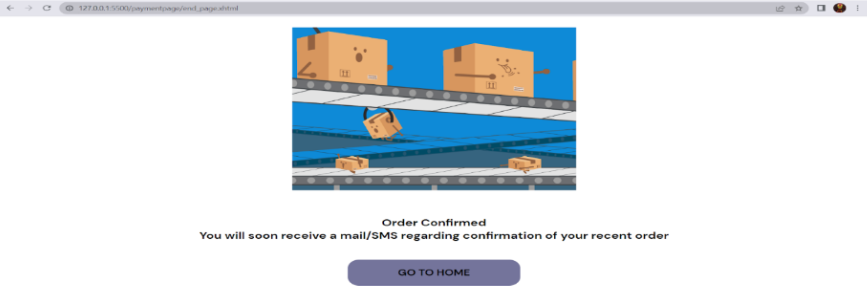 127.0.0.1:5500/paymentpage/end_page.xhtml
Order Confirmed
You will soon receive a mail/SMS regarding confirmation of your recent order
GO TO HOME